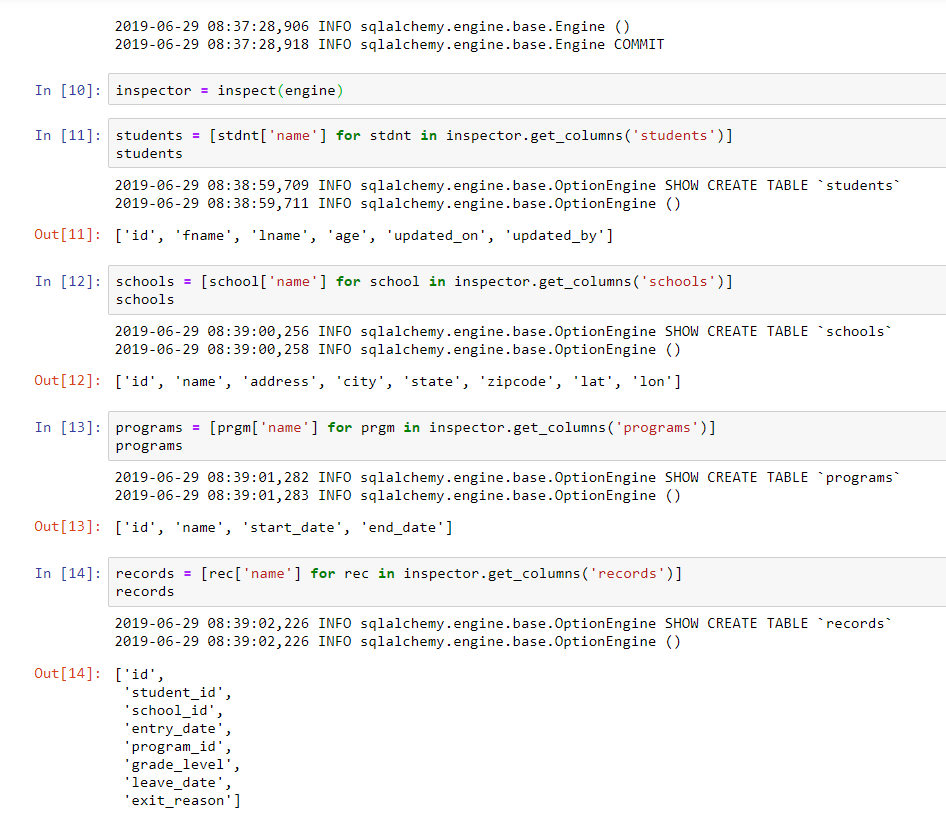 2019-06-29 08:37:28,906 INFO sqlalchemy.engine.base.Engine ()
2019-06-29 08:37:28,918 INFO sqlalchemy.engine.base.Engine COMMIT
In [10]: inspector = inspect(engine)
In [11]: students = [stdnt['name'] for stdnt in inspector.get_columns('students')]
students
2019-06-29 08:38:59,709 INFO sqlalchemy.engine.base.OptionEngine SHOW CREATE TABLE `students`
2019-06-29 08:38:59,711 INFO sqlalchemy.engine.base.OptionEngine ()
Out[11]: ['id', 'fname', 'lname', 'age', 'updated_on', 'updated_by']
In [12]: schools = [school['name'] for school in inspector.get_columns('schools')]
schools
2019-06-29 08:39:00,256 INFO sqlalchemy.engine.base.OptionEngine SHOW CREATE TABLE `schools`
2019-06-29 08:39:00,258 INFO sqlalchemy.engine.base.OptionEngine ()
Out[12]: ['id', 'name', 'address', 'city', 'state', 'zipcode', 'lat', 'lon']
In [13]: programs = [prgm['name'] for prgm in inspector.get_columns('programs')]
programs
2019-06-29 08:39:01,282 INFO sqlalchemy.engine.base.OptionEngine SHOW CREATE TABLE `programs`
2019-06-29 08:39:01,283 INFO sqlalchemy.engine.base.OptionEngine ()
Out[13]: ['id', 'name', 'start_date', 'end_date']
In [14]: records = [rec['name'] for rec in inspector.get_columns('records')]
records
2019-06-29 08:39:02,226 INFO sqlalchemy.engine.base.OptionEngine SHOW CREATE TABLE `records`
2019-06-29 08:39:02,226 INFO sqlalchemy.engine.base.OptionEngine ()
Out[14]: ['id',
'student_id',
'school_id',
'entry_date',
'program_id',
'grade_level',
'leave_date',
'exit_reason']